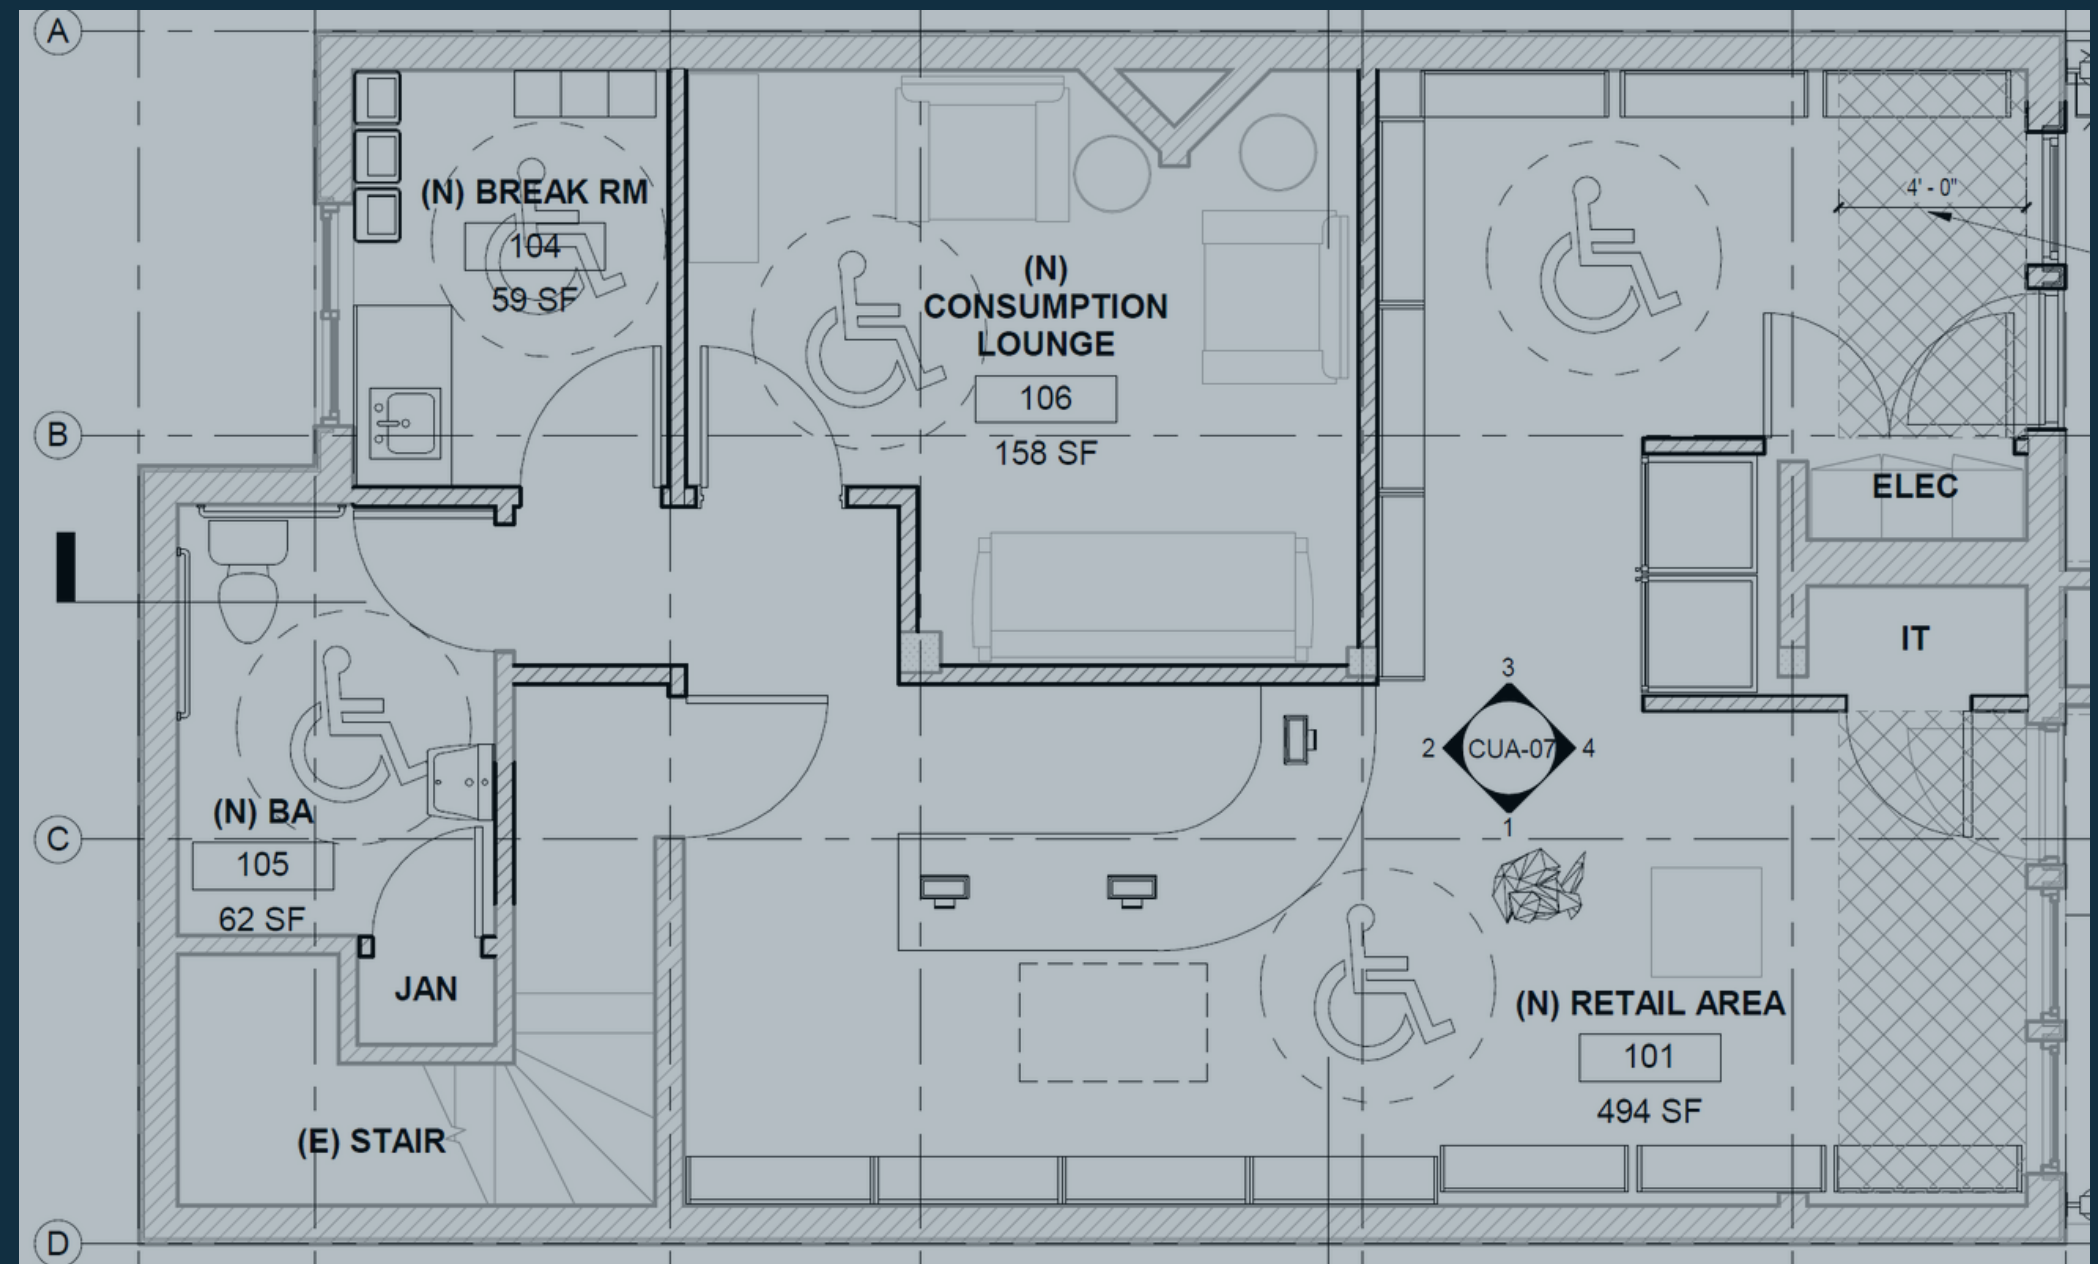 A
(N) BREAK RM
104
59 SF
(N)
CONSUMPTION
LOUNGE
106
158 SF
4' - 0"
B
ELEC
IT
3
2 CUA-07 4
1
C
(N) BA
105
62 SF
JAN
(N) RETAIL AREA
101
494 SF
(E) STAIR
D